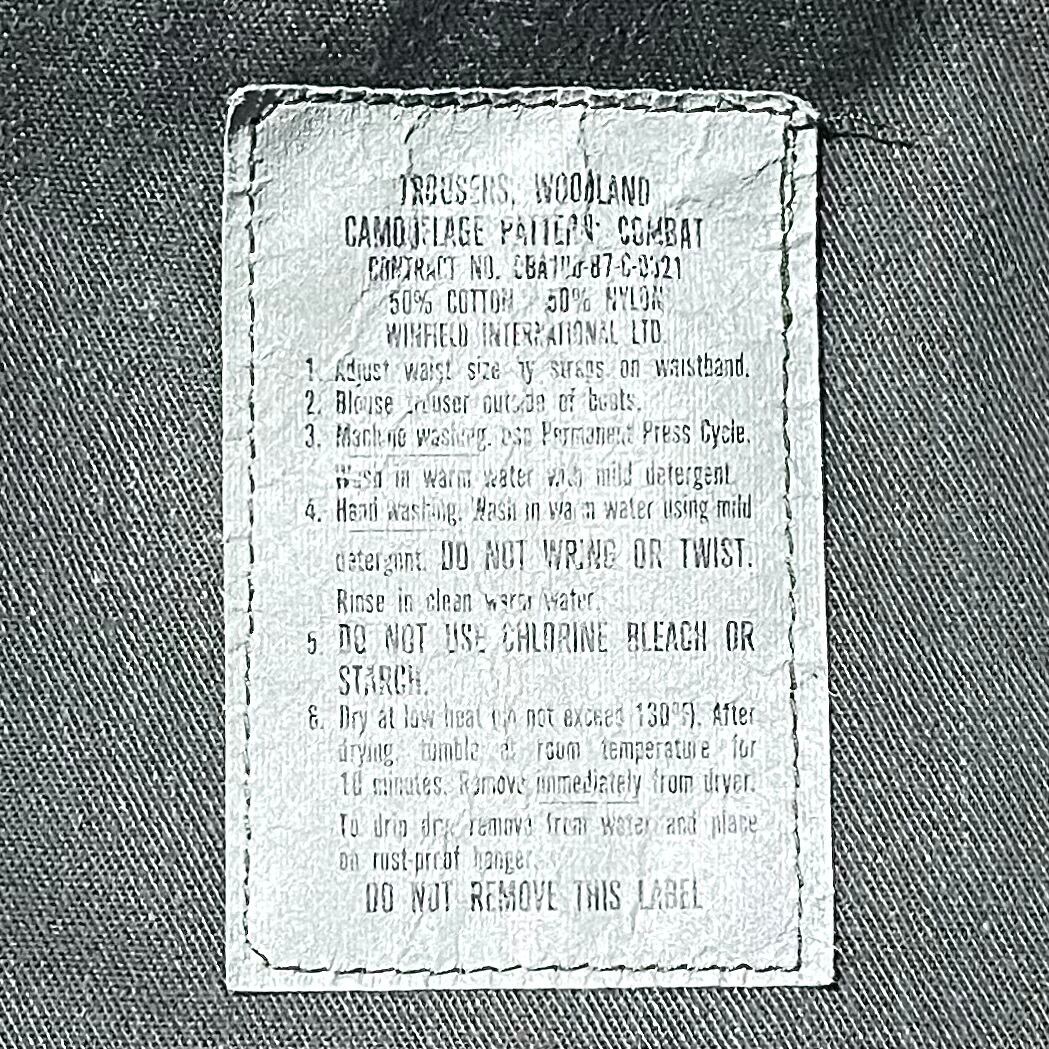 TROUSERS, WOODLAND
CAMOUFLAGE PATTERN: COMBAT
CONTRACT NO.
50% COTTON 50% NYLON
WINFIELD INTERNATIONAL LTD.
1. Adjust waist size by straps on waistband.
2. Blouse trouser outside of boots.
3. Machine washing, use Permanent Press Cycle.
Wash in warm water with mild detergent.
4. Hand washing. Wash in warm water using mild
detergent. DO NOT WRING OR TWIST.
Rinse in clean warm water.
5. DO NOT USE CHLORINE BLEACH OR
STARCH.
6. Dry at low heat (do not exceed 130°F). After
drying, tumble at room temperature for
10 minutes. Remove immediately from dryer.
To drip dry, remove from water and place
on rust-proof hanger.
DO NOT REMOVE THIS LABEL